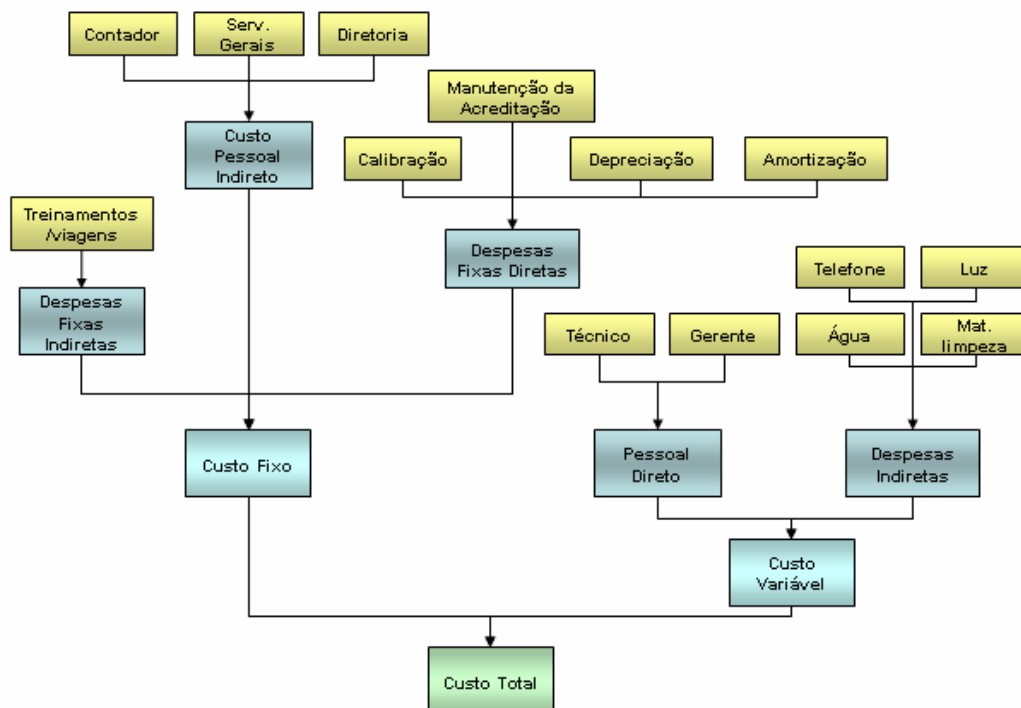 Contador
Serv.
Gerais
Diretoria
Manutenção da
Acreditação
Custo
Pessoal
Indireto
Calibração
Depreciação
Amortização
Treinamentos
/viagens
Despesas
Fixas Diretas
Telefone
Luz
Despesas
Fixas
Indiretas
Técnico
Gerente
Água
Mat.
limpeza
Custo Fixo
Pessoal
Direto
Despesas
Indiretas
Custo
Variável
Custo Total